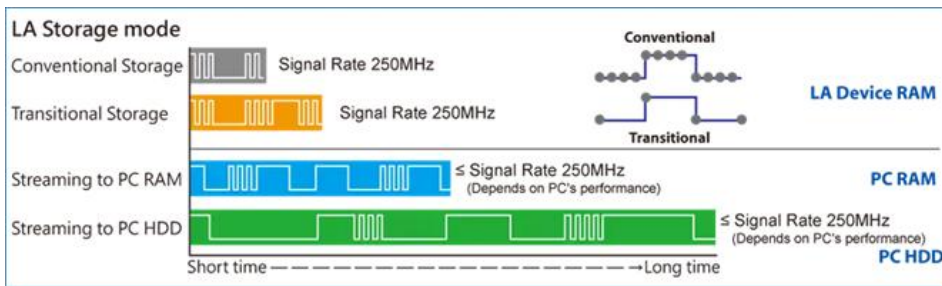 LA Storage mode
Conventional Storage
Signal Rate 250MHz
Conventional
LA Device RAM
Transitional Storage
Signal Rate 250MHz
Transitional
Streaming to PC RAM
≤ Signal Rate 250MHz
(Depends on PC's performance)
PC RAM
Streaming to PC HDD
≤ Signal Rate 250MHz
(Depends on PC's performance)
PC HDD
Short time
Long time